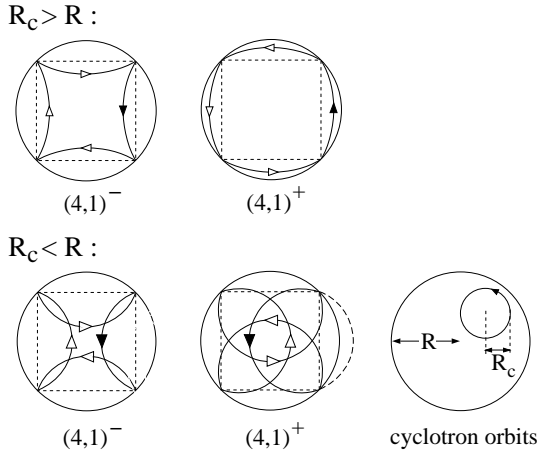 R_c > R :
(4,1)^− (4,1)^+
R_c < R :
R
R_c
(4,1)^− (4,1)^+ cyclotron orbits